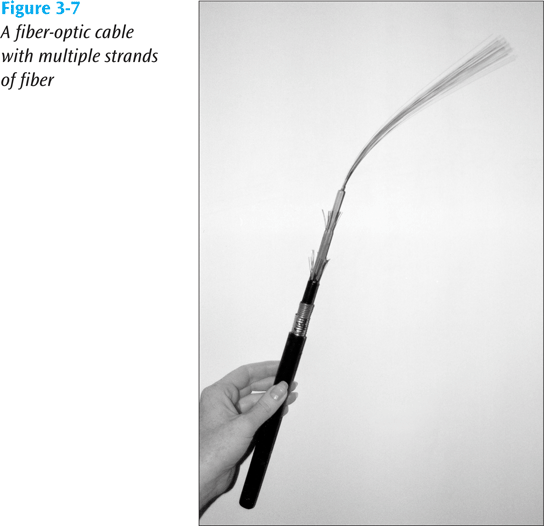 Figure 3-7
A fiber-optic cable
with multiple strands
of fiber